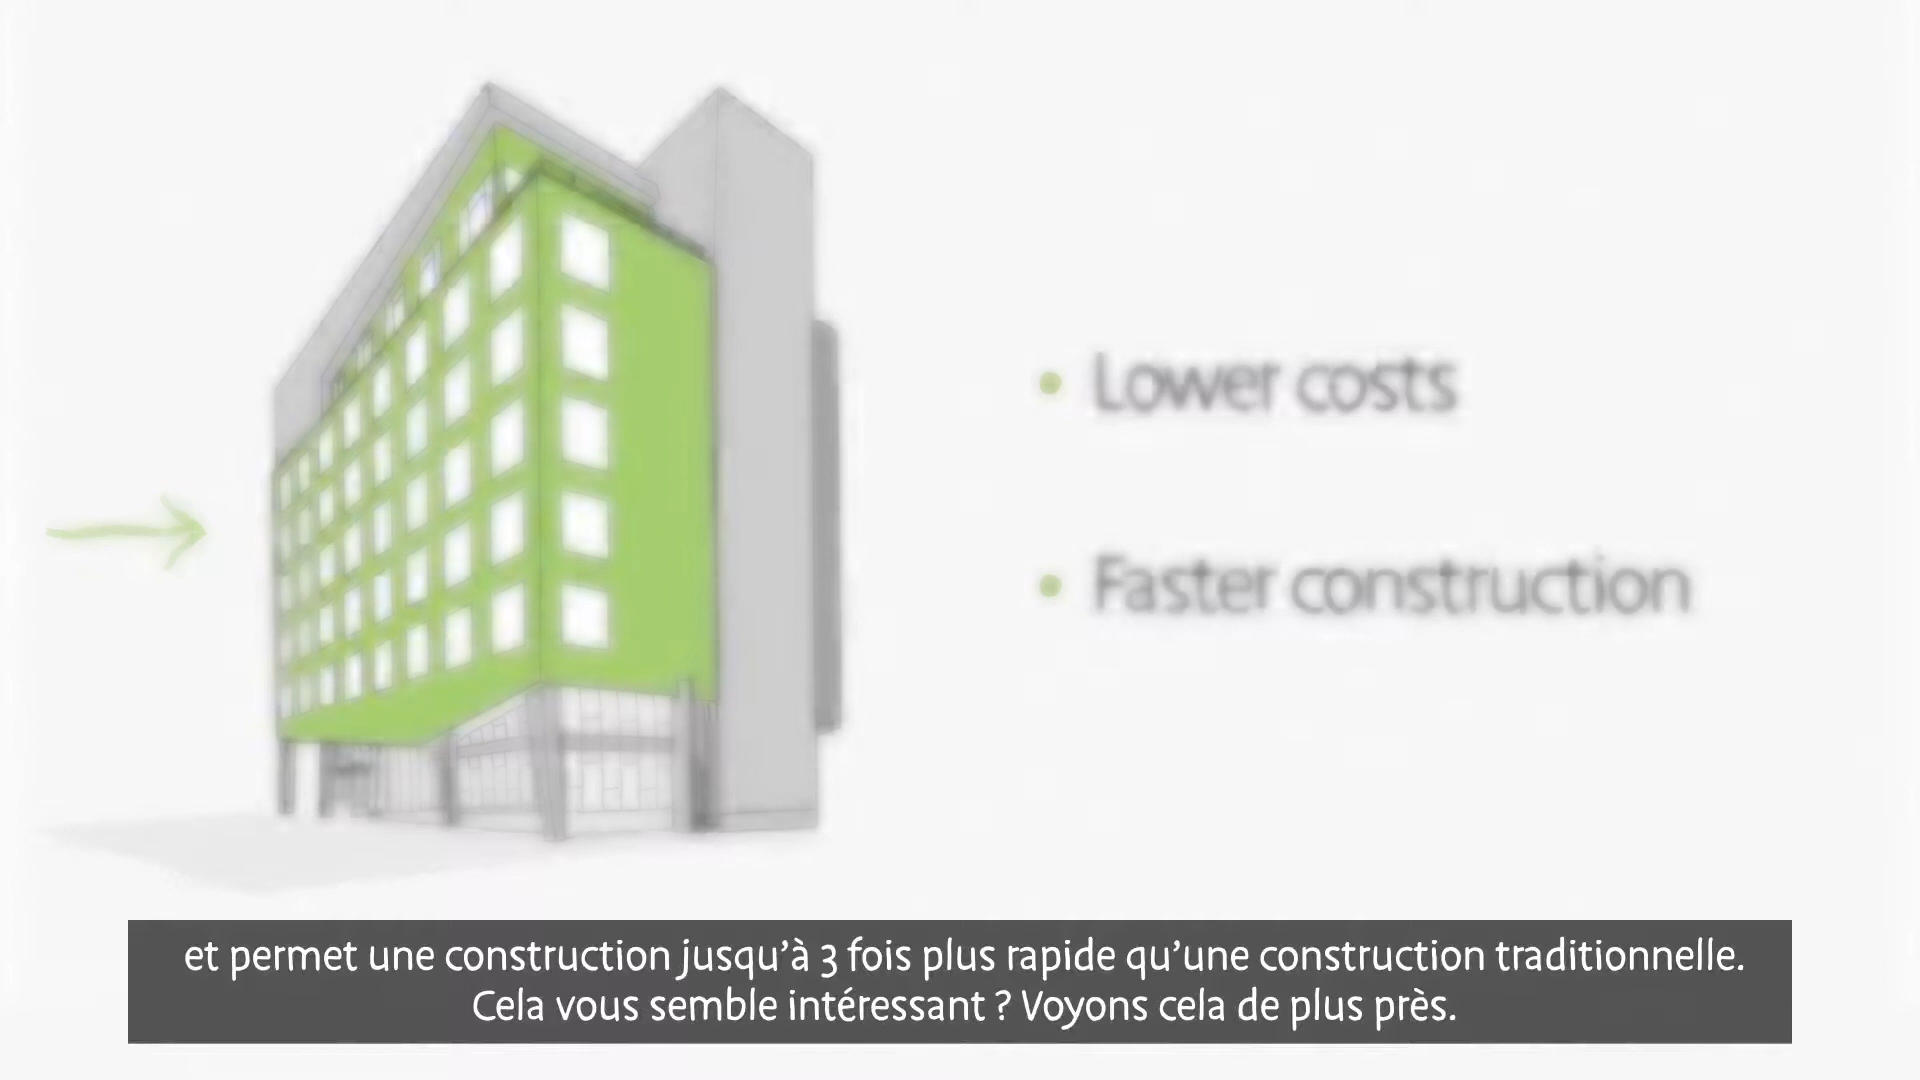 • Lower costs
• Faster construction
et permet une construction jusqu’à 3 fois plus rapide qu’une construction traditionnelle.
Cela vous semble intéressant ? Voyons cela de plus près.